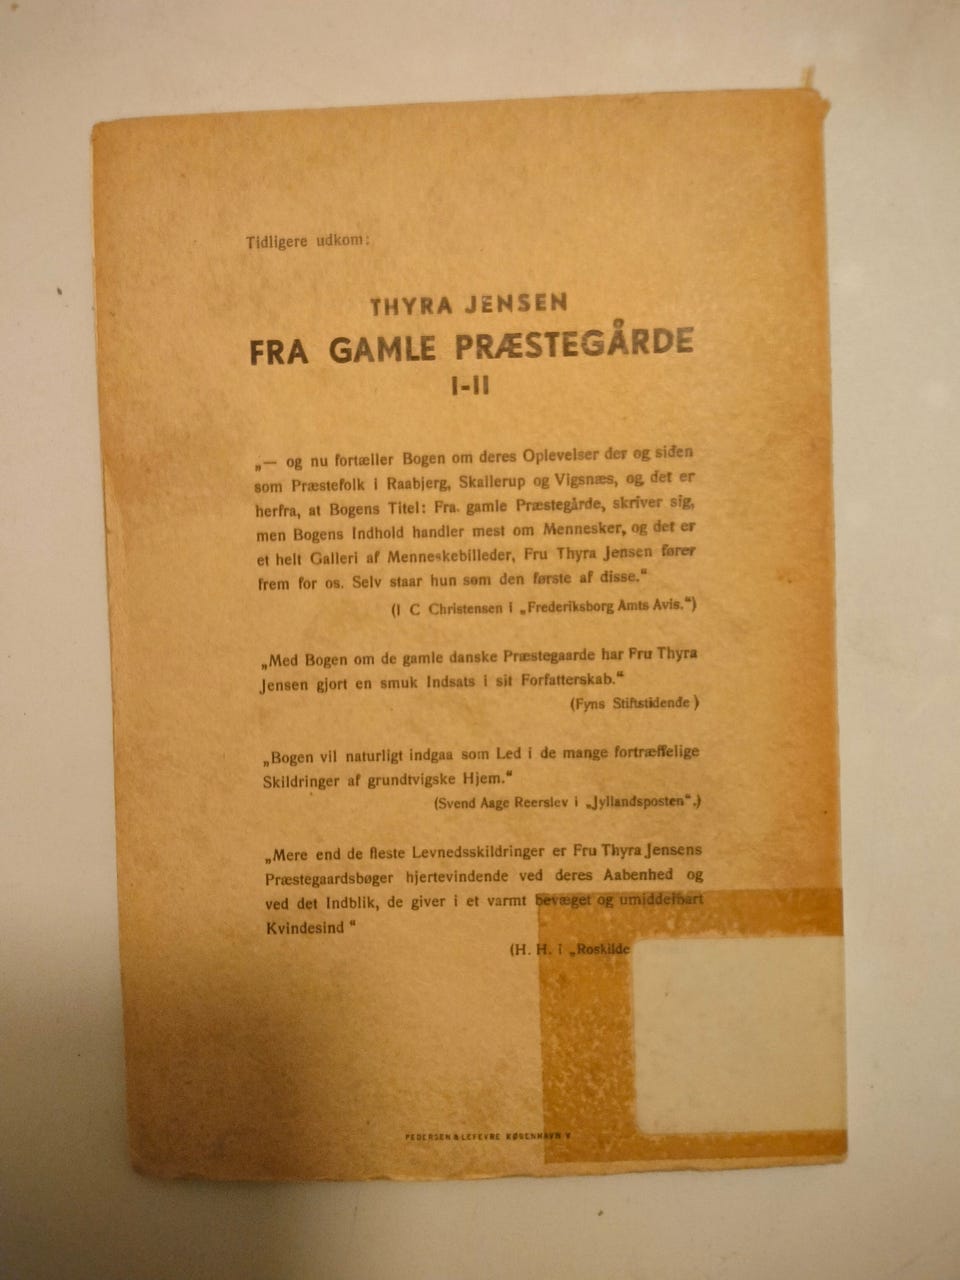 Tidligere udkom:
THYRA JENSEN
FRA GAMLE PRÆSTEGÅRDE
I-II
„— og nu fortæller Bogen om deres Oplevelser der og siden
som Præstefolk i Raabjerg, Skallerup og Vigsnæs, og det er
herfra, at Bogens Titel: Fra. gamle Præstegårde, skriver sig,
men Bogens Indhold handler mest om Mennesker, og det er
et helt Galleri af Menneskebilleder, Fru Thyra Jensen fører
frem for os. Selv staar hun som den første af disse.“
(I C Christensen i „Frederiksborg Amts Avis.“)
„Med Bogen om de gamle danske Præstegaarde har Fru Thyra
Jensen gjort en smuk Indsats i sit Forfatterskab.“
(Fyns Stiftstidende )
„Bogen vil naturligt indgaa som Led i de mange fortræffelige
Skildringer af grundtvigske Hjem.“
(Svend Aage Reerslev i „Jyllandsposten“.)
„Mere end de fleste Levnedsskildringer er Fru Thyra Jensens
Præstegaardsbøger hjertevindende ved deres Aabenhed og
ved det Indblik, de giver i et varmt bevæget og umiddelbart
Kvindesind “
(H. H. i „Roskilde
PEDERSEN & LEFEVRE KØBENHAVN V